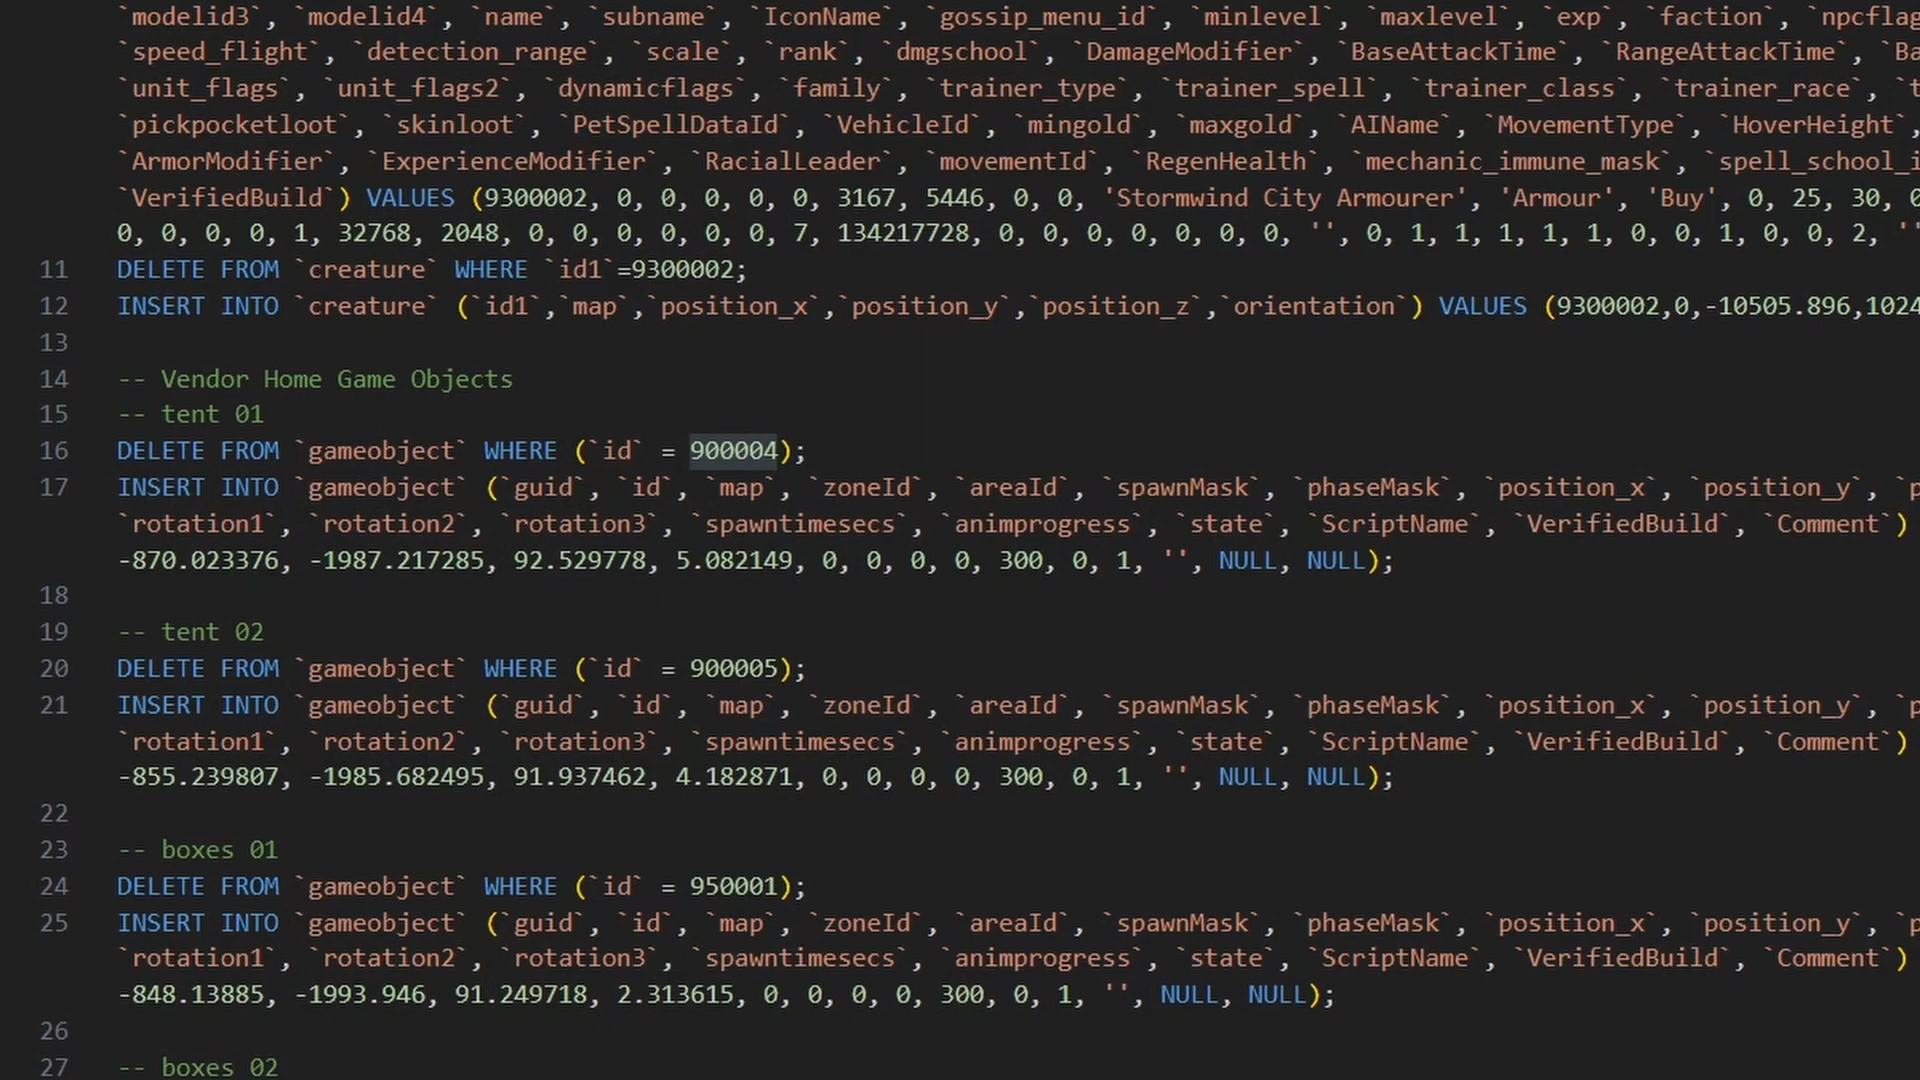 `modelid3`, `modelid4`, `name`, `subname`, `IconName`, `gossip_menu_id`, `minlevel`, `maxlevel`, `exp`, `faction`, `npcflag
`speed_flight`, `detection_range`, `scale`, `rank`, `dmgschool`, `DamageModifier`, `BaseAttackTime`, `RangeAttackTime`, `Ba
`unit_flags`, `unit_flags2`, `dynamicflags`, `family`, `trainer_type`, `trainer_spell`, `trainer_class`, `trainer_race`, `t
`pickpocketloot`, `skinloot`, `PetSpellDataId`, `VehicleId`, `mingold`, `maxgold`, `AIName`, `MovementType`, `HoverHeight`,
`ArmorModifier`, `ExperienceModifier`, `RacialLeader`, `movementId`, `RegenHealth`, `mechanic_immune_mask`, `spell_school_i
`VerifiedBuild`) VALUES (9300002, 0, 0, 0, 0, 0, 3167, 5446, 0, 0, 'Stormwind City Armourer', 'Armour', 'Buy', 0, 25, 30, 0
0, 0, 0, 0, 1, 32768, 2048, 0, 0, 0, 0, 0, 0, 7, 134217728, 0, 0, 0, 0, 0, 0, 0, '', 0, 1, 1, 1, 1, 1, 0, 0, 1, 0, 0, 2, ''
11 DELETE FROM `creature` WHERE `id1`=9300002;
12 INSERT INTO `creature` (`id1`,`map`,`position_x`,`position_y`,`position_z`,`orientation`) VALUES (9300002,0,-10505.896,1024
13
14 -- Vendor Home Game Objects
15 -- tent 01
16 DELETE FROM `gameobject` WHERE (`id` = 900004);
17 INSERT INTO `gameobject` (`guid`, `id`, `map`, `zoneId`, `areaId`, `spawnMask`, `phaseMask`, `position_x`, `position_y`, `p
`rotation1`, `rotation2`, `rotation3`, `spawntimesecs`, `animprogress`, `state`, `ScriptName`, `VerifiedBuild`, `Comment`)
-870.023376, -1987.217285, 92.529778, 5.082149, 0, 0, 0, 0, 300, 0, 1, '', NULL, NULL);
18
19 -- tent 02
20 DELETE FROM `gameobject` WHERE (`id` = 900005);
21 INSERT INTO `gameobject` (`guid`, `id`, `map`, `zoneId`, `areaId`, `spawnMask`, `phaseMask`, `position_x`, `position_y`, `p
`rotation1`, `rotation2`, `rotation3`, `spawntimesecs`, `animprogress`, `state`, `ScriptName`, `VerifiedBuild`, `Comment`)
-855.239807, -1985.682495, 91.937462, 4.182871, 0, 0, 0, 0, 300, 0, 1, '', NULL, NULL);
22
23 -- boxes 01
24 DELETE FROM `gameobject` WHERE (`id` = 950001);
25 INSERT INTO `gameobject` (`guid`, `id`, `map`, `zoneId`, `areaId`, `spawnMask`, `phaseMask`, `position_x`, `position_y`, `p
`rotation1`, `rotation2`, `rotation3`, `spawntimesecs`, `animprogress`, `state`, `ScriptName`, `VerifiedBuild`, `Comment`)
-848.13885, -1993.946, 91.249718, 2.313615, 0, 0, 0, 0, 300, 0, 1, '', NULL, NULL);
26
27 -- boxes 02